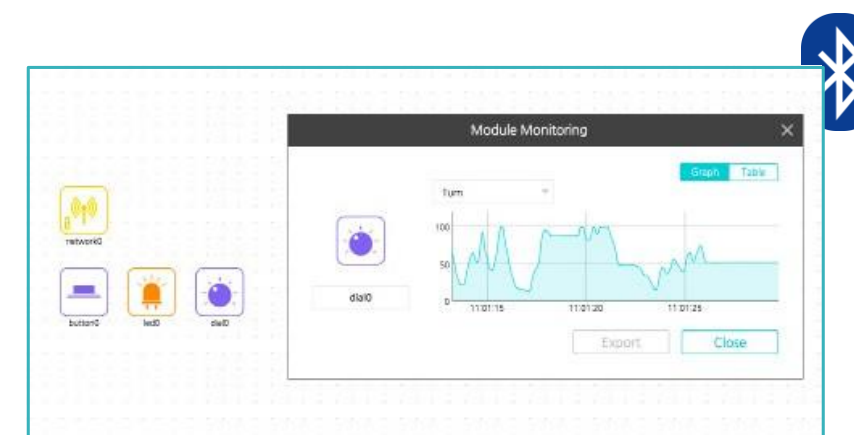 Module Monitoring
Graph Table
Turn
network0
100
50
0
11:01:15 11:01:20 11:01:25
dial0
button0 led0 dial0
Export Close